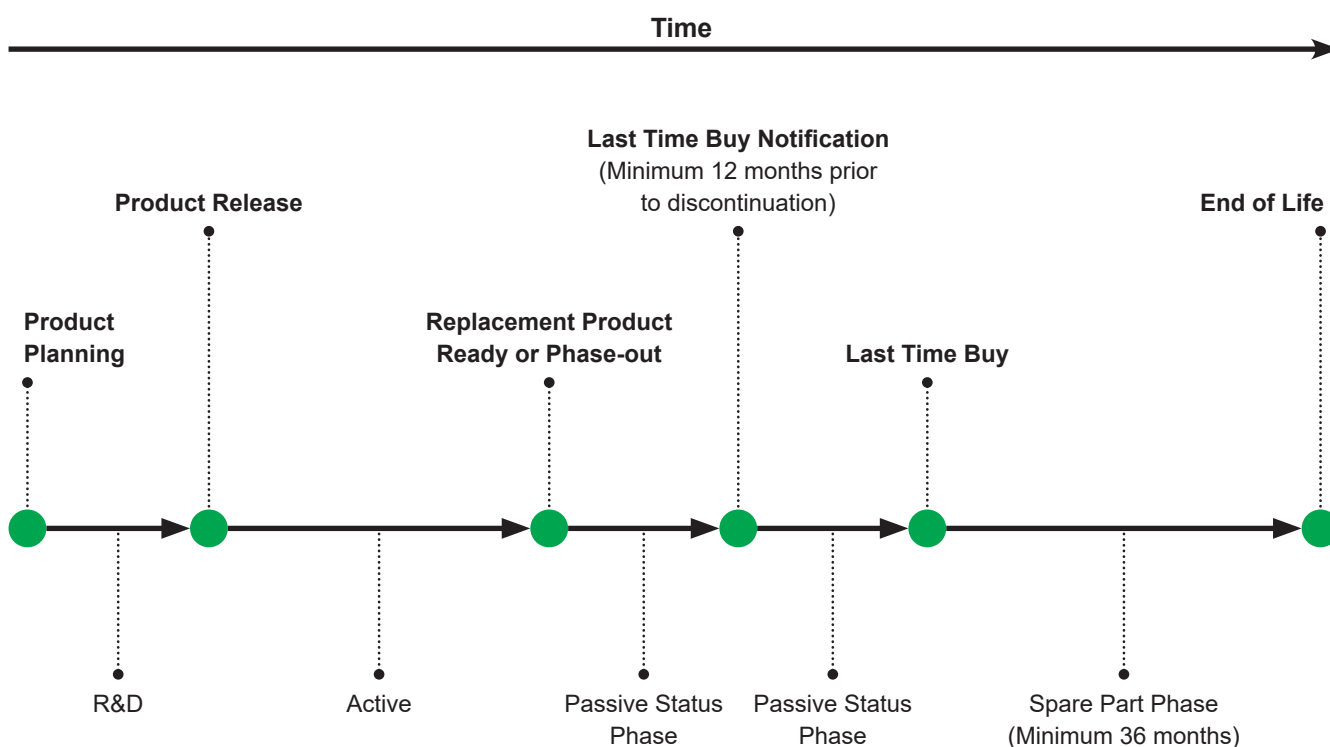 Time
Last Time Buy Notification
(Minimum 12 months prior
to discontinuation)
Product Release
End of Life
Product
Planning
Replacement Product
Ready or Phase-out
Last Time Buy
R&D
Active
Passive Status
Phase
Passive Status
Phase
Spare Part Phase
(Minimum 36 months)